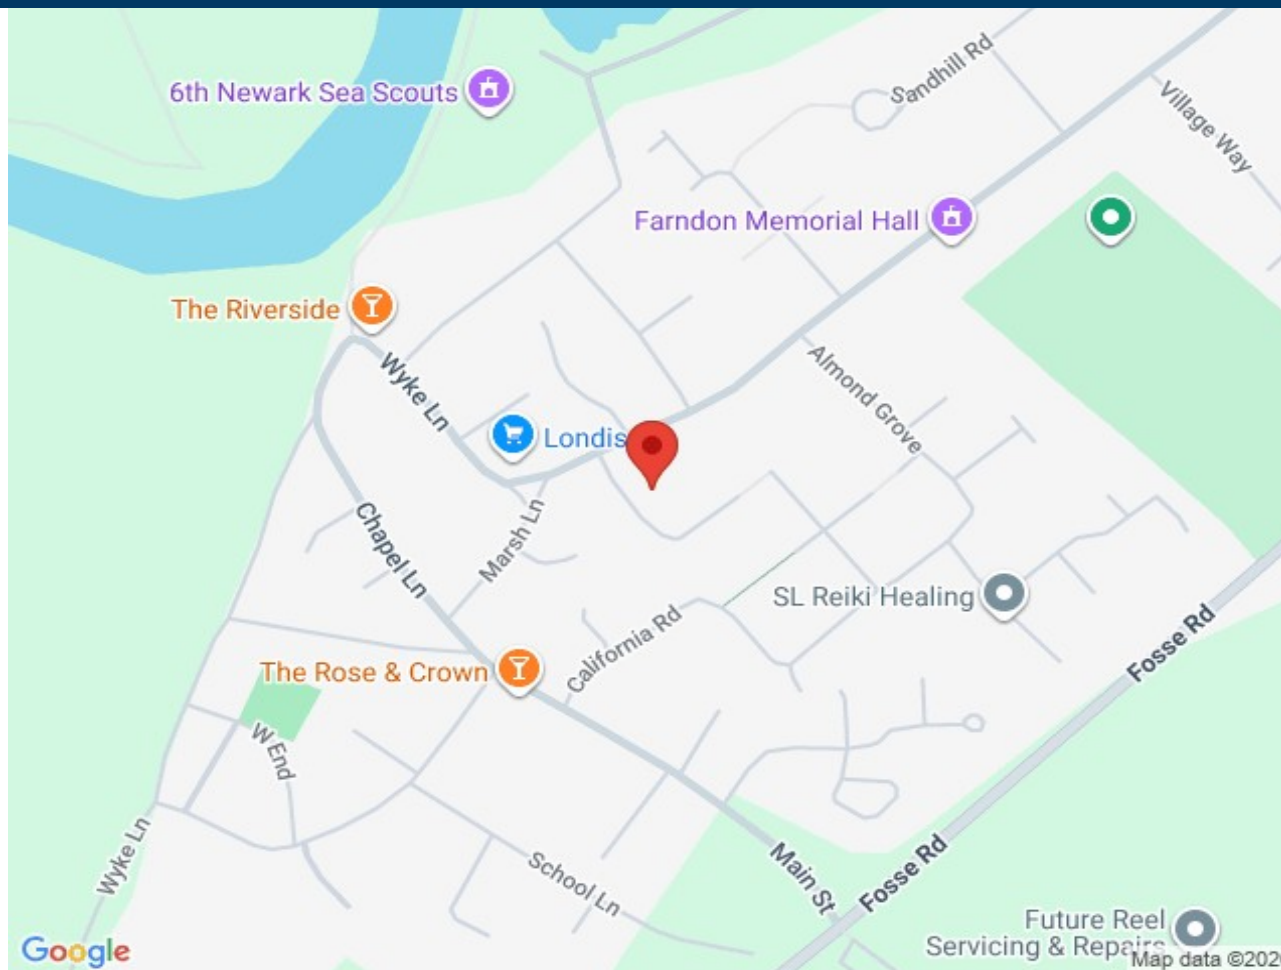 6th Newark Sea Scouts
Sandhill Rd
Village Way
Farndon Memorial Hall
The Riverside
Wyke Ln
Almond Grove
Londis
Marsh Ln
Chapel Ln
SL Reiki Healing
California Rd
Fosse Rd
The Rose & Crown
W End
Wyke Ln
Main St
Fosse Rd
School Ln
Future Reel
Servicing & Repairs
Google
Map data ©202